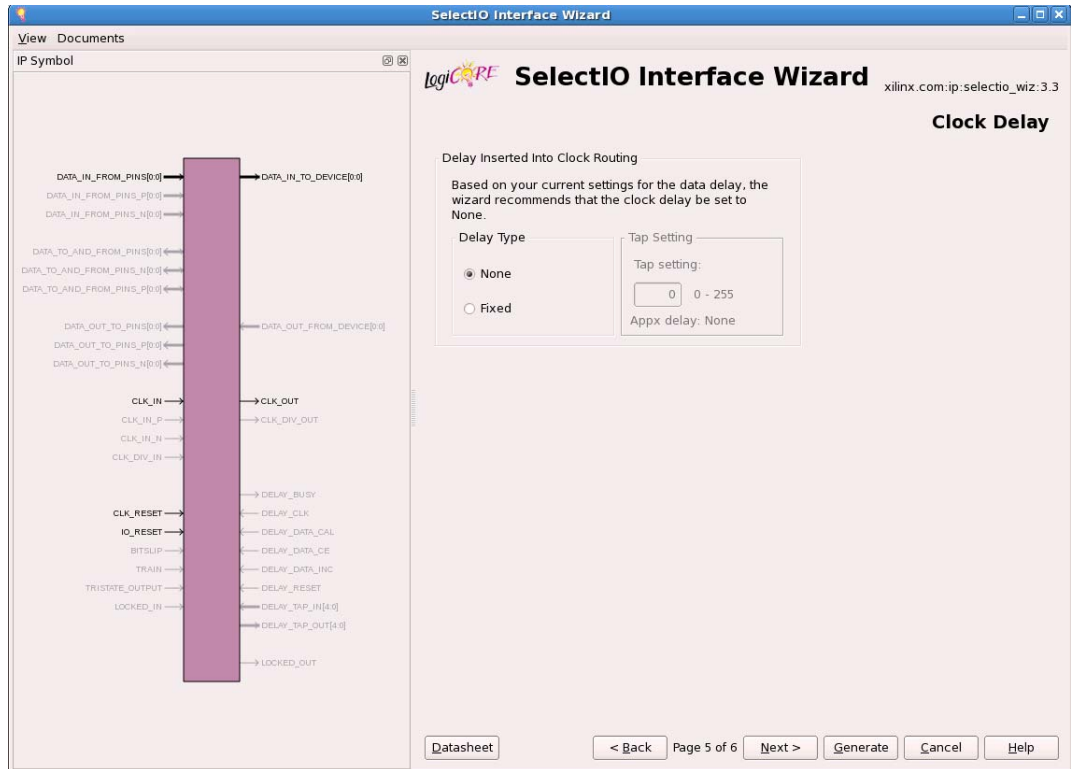 SelectIO Interface Wizard
View Documents
IP Symbol
DATA_IN_FROM_PINS[0:0]
DATA_IN_TO_DEVICE[0:0]
DATA_IN_FROM_PINS_P[0:0]
DATA_IN_FROM_PINS_N[0:0]
DATA_TO_AND_FROM_PINS[0:0]
DATA_TO_AND_FROM_PINS_N[0:0]
DATA_TO_AND_FROM_PINS_P[0:0]
DATA_OUT_TO_PINS[0:0]
DATA_OUT_FROM_DEVICE[0:0]
DATA_OUT_TO_PINS_P[0:0]
DATA_OUT_TO_PINS_N[0:0]
CLK_IN
CLK_OUT
CLK_IN_P
CLK_DIV_OUT
CLK_IN_N
CLK_DIV_IN
DELAY_BUSY
CLK_RESET
DELAY_CLK
IO_RESET
DELAY_DATA_CAL
BITSLIP
DELAY_DATA_CE
TRAIN
DELAY_DATA_INC
TRISTATE_OUTPUT
DELAY_RESET
LOCKED_IN
DELAY_TAP_IN[4:0]
DELAY_TAP_OUT[4:0]
LOCKED_OUT
LogiCORE
SelectIO Interface Wizard
xilinx.com:ip:selectio_wiz:3.3
Clock Delay
Delay Inserted Into Clock Routing
Based on your current settings for the data delay, the
wizard recommends that the clock delay be set to
None.
Delay Type
None
Fixed
Tap Setting
Tap setting:
0 0 - 255
Appx delay: None
Datasheet
< Back Page 5 of 6 Next > Generate Cancel Help